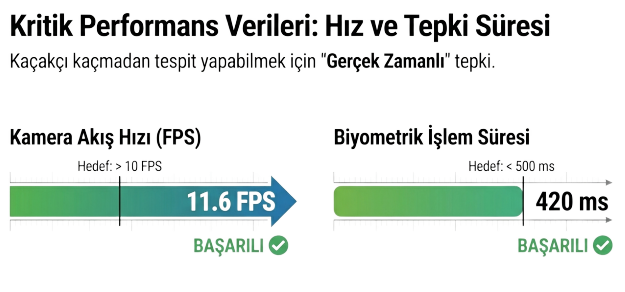 Kritik Performans Verileri: Hız ve Tepki Süresi
Kaçakçı kaçmadan tespit yapabilmek için "Gerçek Zamanlı" tepki.
Kamera Akış Hızı (FPS)
Hedef: > 10 FPS
11.6 FPS
BAŞARILI
Biyometrik İşlem Süresi
Hedef: < 500 ms
420 ms
BAŞARILI